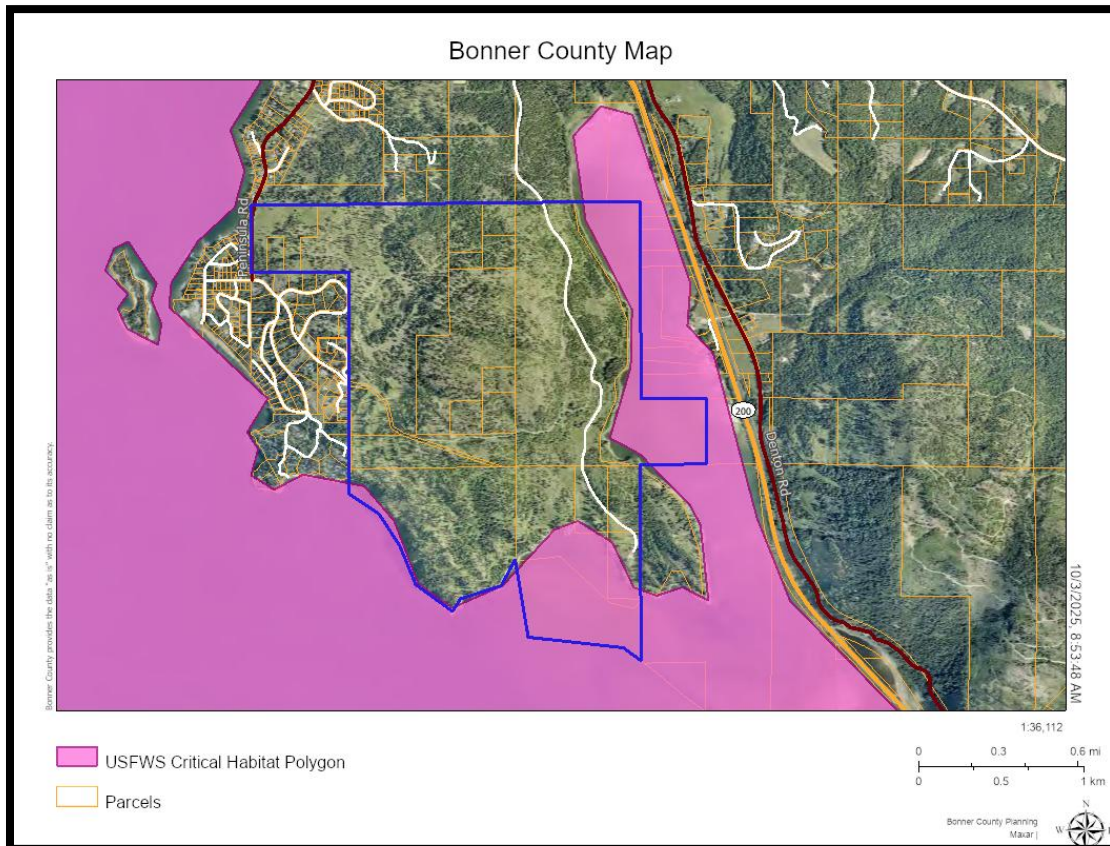 Bonner County Map
Peninsula Rd
200
Denton Rd
Bonner County provides the data "as is" with no claim as to its accuracy.
10/3/2025, 8:53:48 AM
1:36,112
USFWS Critical Habitat Polygon
Parcels
0 0.3 0.6 mi
0 0.5 1 km
Bonner County Planning
Maxar |
N
W E